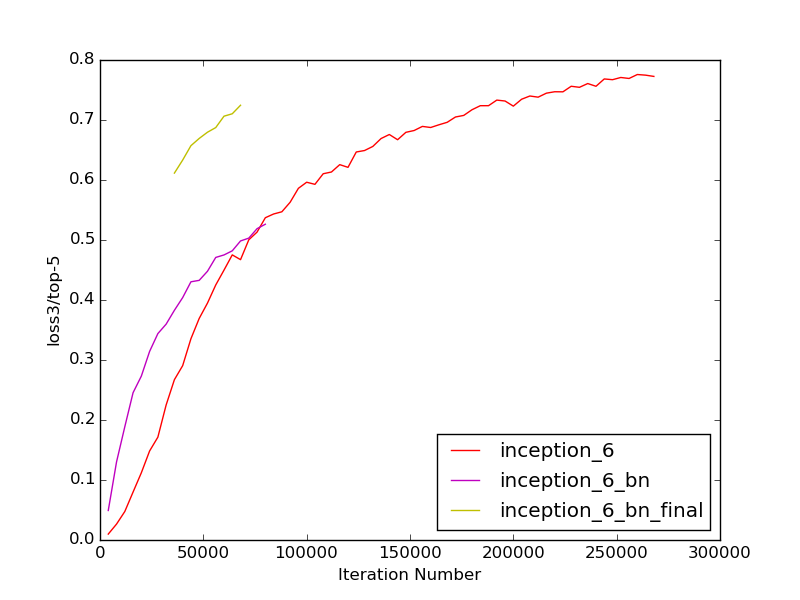 0.8
0.7
0.6
0.5
0.4
0.3
0.2
0.1
0.0
loss3/top-5
inception_6
inception_6_bn
inception_6_bn_final
0 50000 100000 150000 200000 250000 300000
Iteration Number